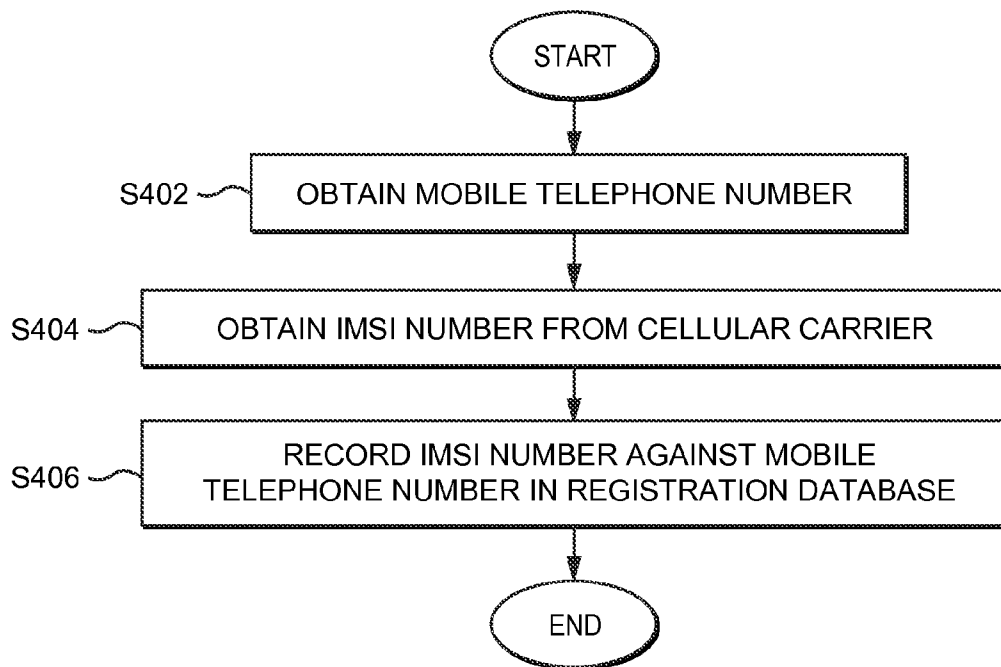 START
S402
OBTAIN MOBILE TELEPHONE NUMBER
S404
OBTAIN IMSI NUMBER FROM CELLULAR CARRIER
S406
RECORD IMSI NUMBER AGAINST MOBILE
TELEPHONE NUMBER IN REGISTRATION DATABASE
END